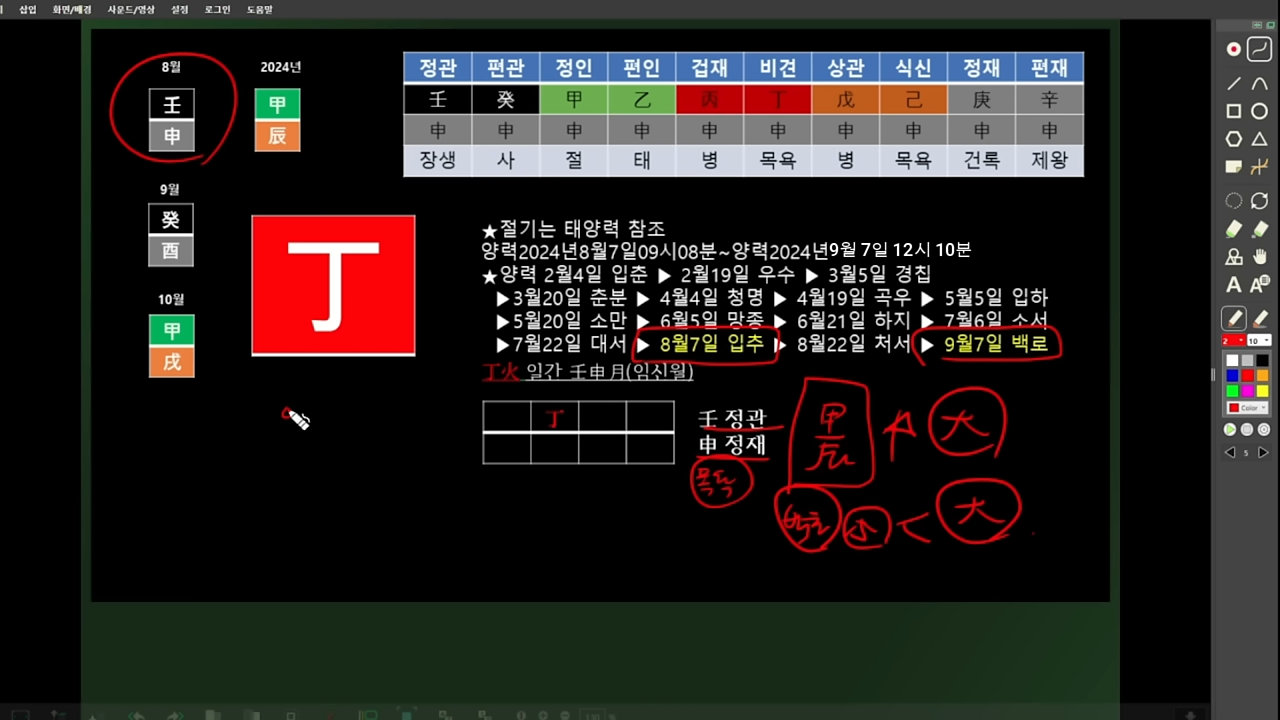 삽입 화면/배경 사운드/영상 설정 로그인 도움말
8월 2024년
壬 甲
申 辰
9월
癸
酉
10월
甲
戌
丁
정관 편관 정인 편인 겁재 비견 상관 식신 정재 편재
壬 癸 甲 乙 丙 丁 戊 己 庚 辛
申 申 申 申 申 申 申 申 申 申
장생 사 절 태 병 목욕 병 목욕 건록 제왕
★절기는 태양력 참조
양력2024년8월7일09시08분~양력2024년9월 7일 12시 10분
★양력 2월4일 입춘 ▶ 2월19일 우수 ▶ 3월5일 경칩
▶3월20일 춘분 ▶ 4월4일 청명 ▶ 4월19일 곡우 ▶ 5월5일 입하
▶5월20일 소만 ▶ 6월5일 망종 ▶ 6월21일 하지 ▶ 7월6일 소서
▶7월22일 대서 ▶ 8월7일 입추 ▶ 8월22일 처서 ▶ 9월7일 백로
丁火 일간 壬申月(임신월)
丁
壬 정관
申 정재
甲
辰
大
小 < 大
2 10
Color
5